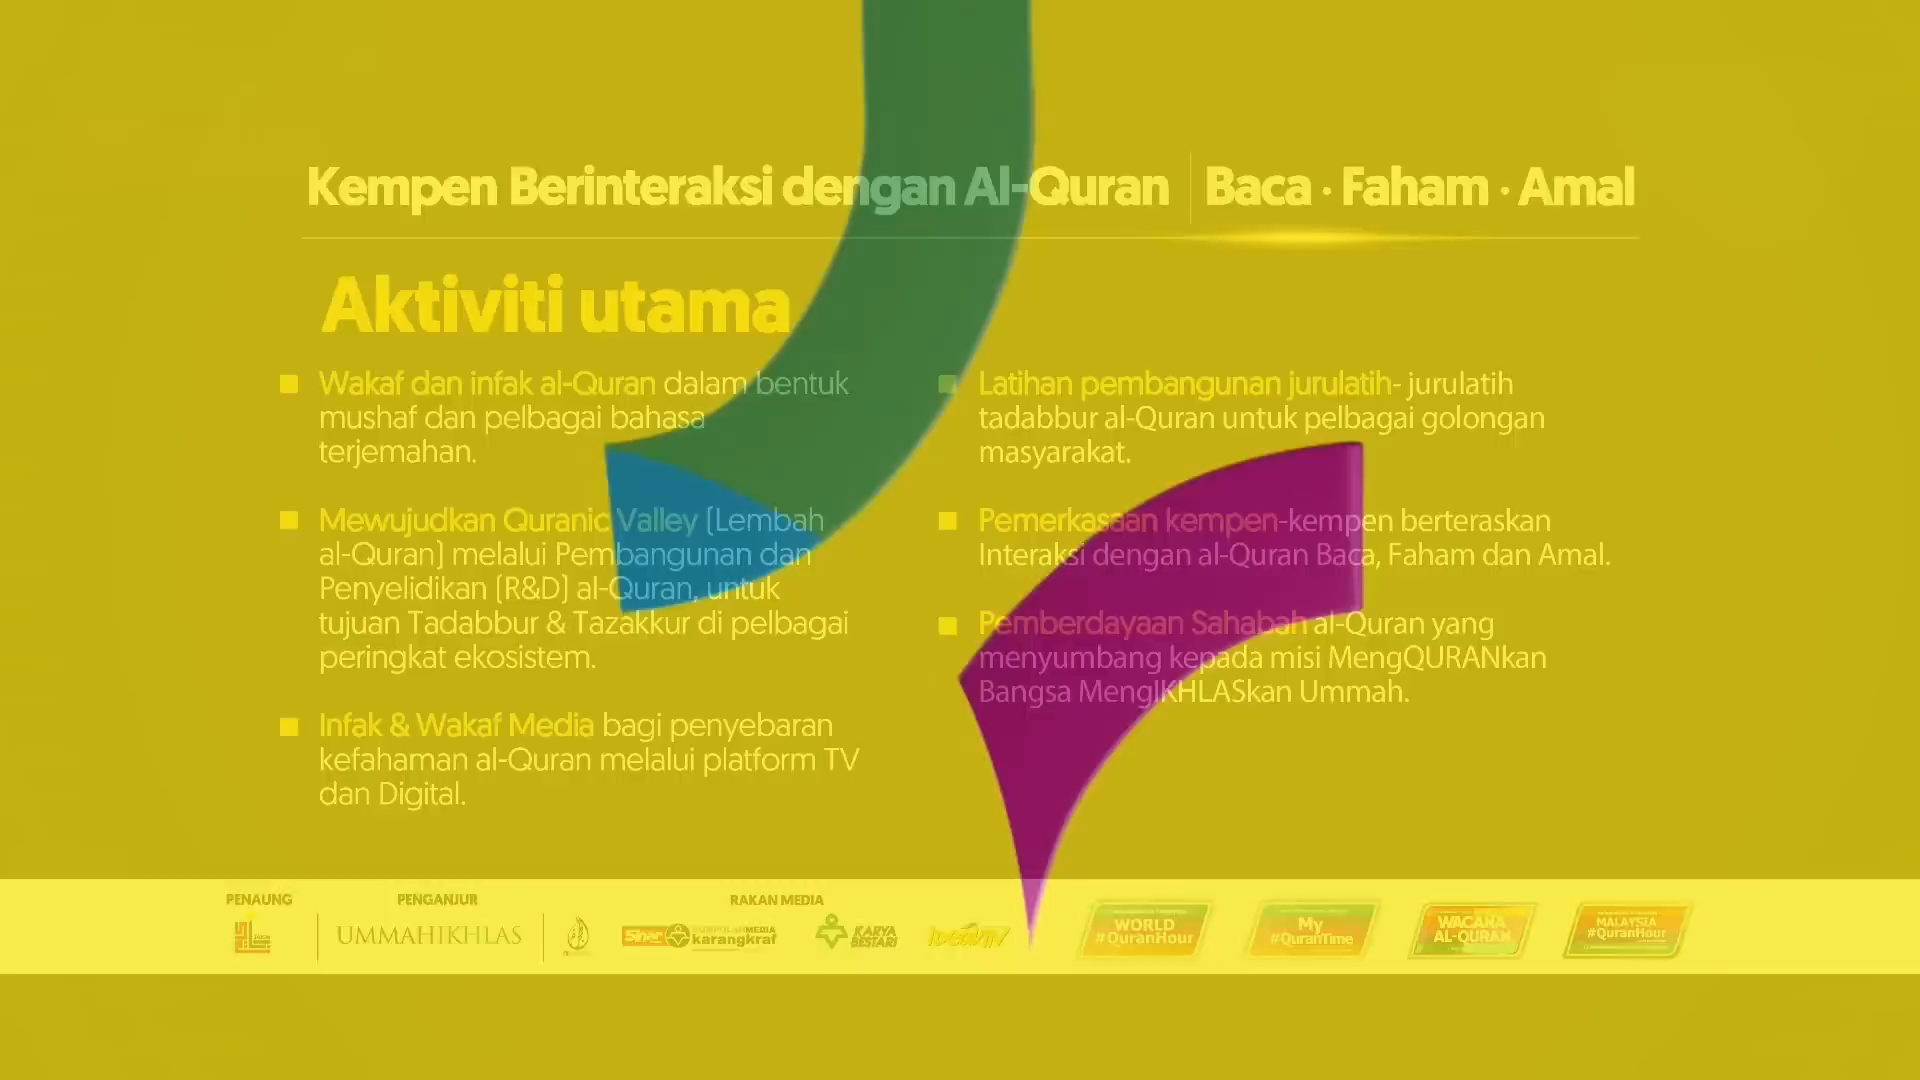 Kempen Berinteraksi dengan Al-Quran
Baca · Faham · Amal
Aktiviti utama
Wakaf dan infak al-Quran dalam bentuk
mushaf dan pelbagai bahasa
terjemahan.
Mewujudkan Quranic Valley (Lembah
al-Quran) melalui Pembangunan dan
Penyelidikan (R&D) al-Quran, untuk
tujuan Tadabbur & Tazakkur di pelbagai
peringkat ekosistem.
Infak & Wakaf Media bagi penyebaran
kefahaman al-Quran melalui platform TV
dan Digital.
Latihan pembangunan jurulatih- jurulatih
tadabbur al-Quran untuk pelbagai golongan
masyarakat.
Pemerkasaan kempen-kempen berteraskan
Interaksi dengan al-Quran Baca, Faham dan Amal.
Pemberdayaan Sahabah al-Quran yang
menyumbang kepada misi MengQURANkan
Bangsa MengIKHLASkan Ummah.
PENAUNG
PENGANJUR
UMMAHIKHLAS
RAKAN MEDIA
Sinar
KUMPULANMEDIA
karangkraf
KARYA
BESTARI
ideaktiv
WORLD
#QuranHour
My
#QuranTime
WACANA
AL-QURAN
MALAYSIA
#QuranHour